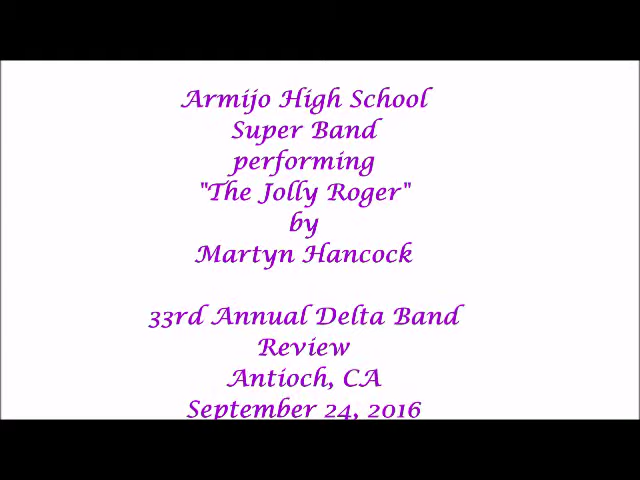 Armijo High School
Super Band
performing
"The Jolly Roger"
by
Martyn Hancock
33rd Annual Delta Band
Review
Antioch, CA
September 24, 2016